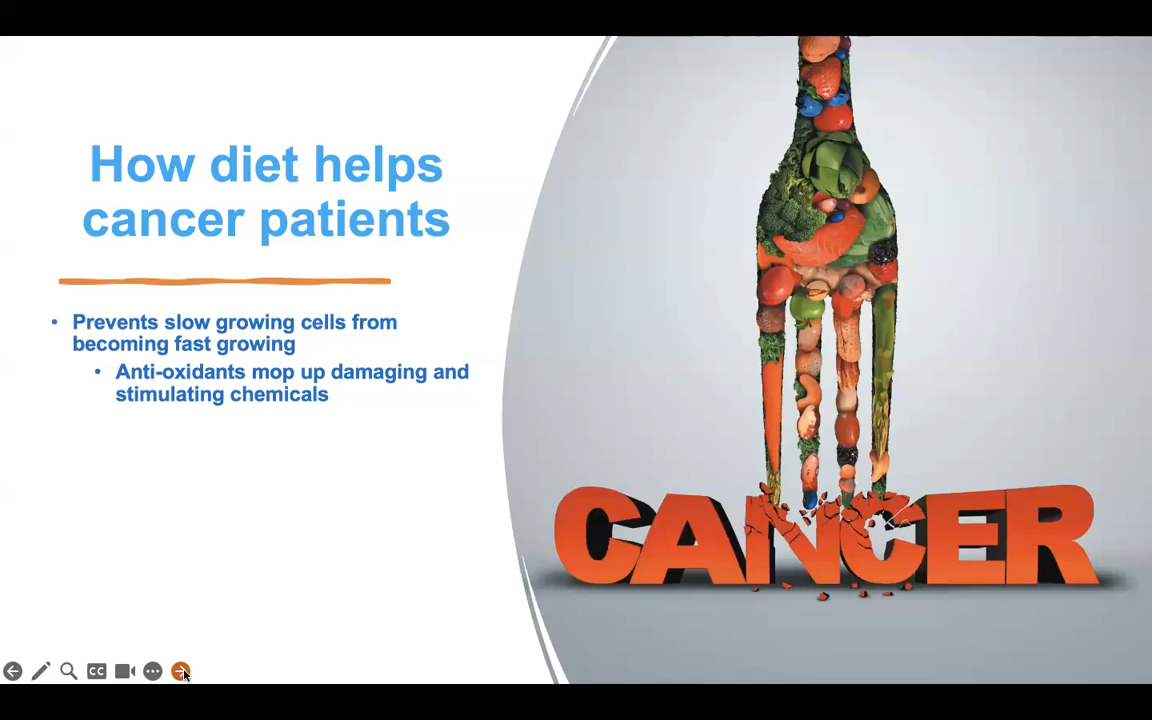 How diet helps
cancer patients
• Prevents slow growing cells from
becoming fast growing
• Anti-oxidants mop up damaging and
stimulating chemicals
CANCER
CC